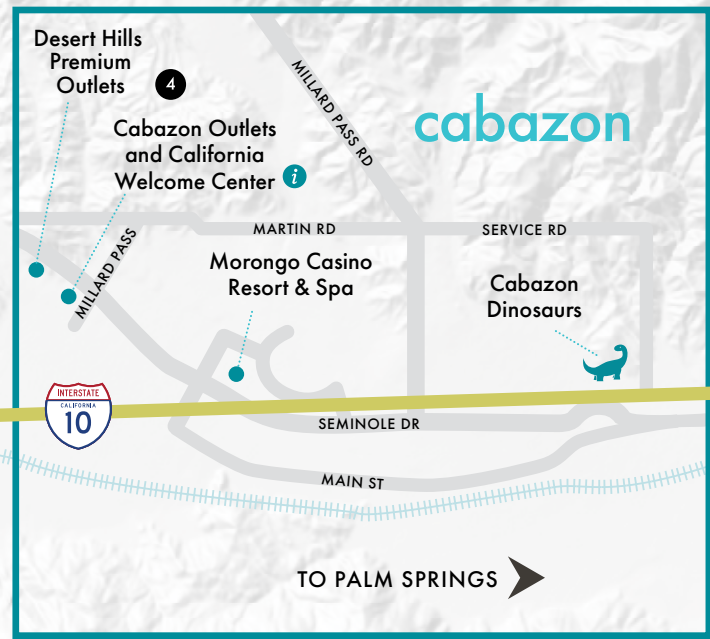 Desert Hills
Premium
Outlets
4
Cabazon Outlets
and California
Welcome Center
i
MILLARD PASS RD
cabazon
MARTIN RD
SERVICE RD
MILLARD PASS
Morongo Casino
Resort & Spa
Cabazon
Dinosaurs
INTERSTATE
CALIFORNIA
10
SEMINOLE DR
MAIN ST
TO PALM SPRINGS